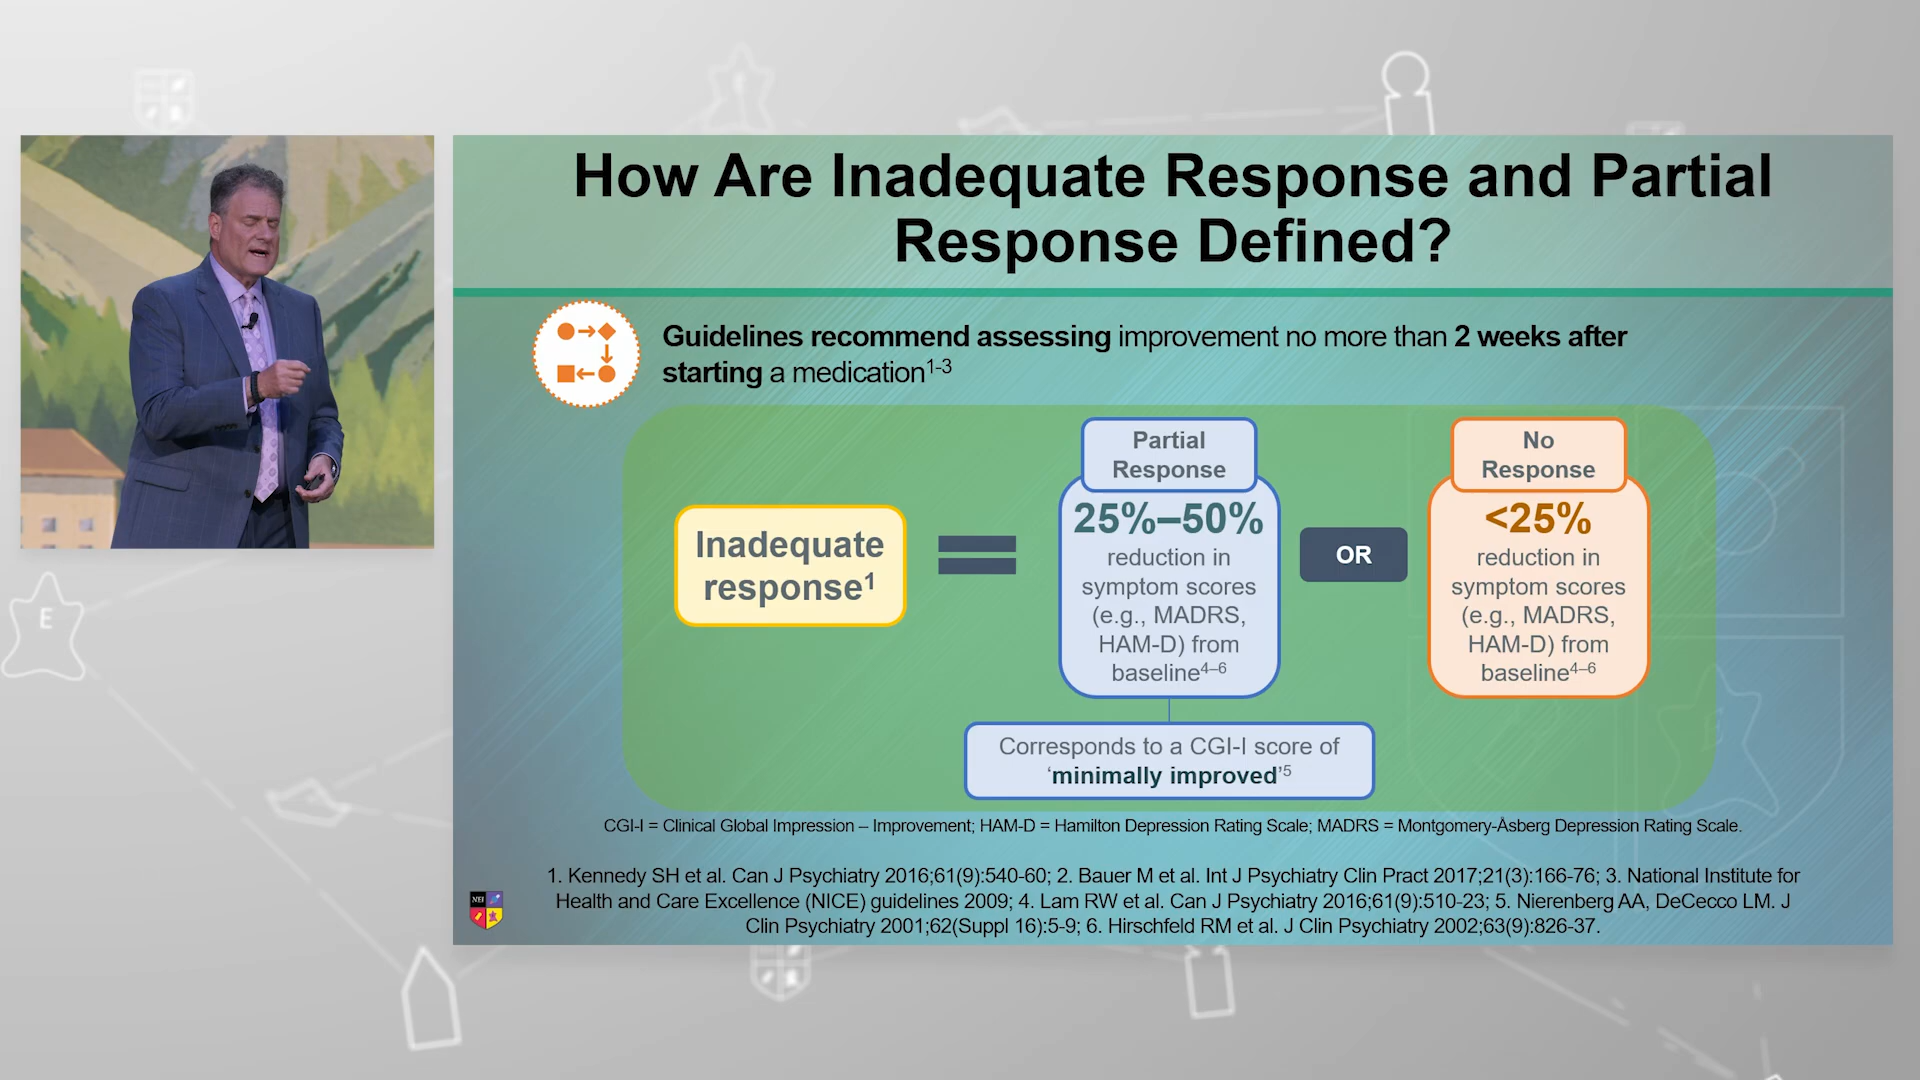 How Are Inadequate Response and Partial
Response Defined?
Guidelines recommend assessing improvement no more than 2 weeks after
starting a medication1-3
Inadequate
response1
Partial
Response
25%–50%
reduction in
symptom scores
(e.g., MADRS,
HAM-D) from
baseline4–6
OR
No
Response
<25%
reduction in
symptom scores
(e.g., MADRS,
HAM-D) from
baseline4–6
Corresponds to a CGI-I score of
‘minimally improved’5
CGI-I = Clinical Global Impression – Improvement; HAM-D = Hamilton Depression Rating Scale; MADRS = Montgomery-Åsberg Depression Rating Scale.
1. Kennedy SH et al. Can J Psychiatry 2016;61(9):540-60; 2. Bauer M et al. Int J Psychiatry Clin Pract 2017;21(3):166-76; 3. National Institute for
Health and Care Excellence (NICE) guidelines 2009; 4. Lam RW et al. Can J Psychiatry 2016;61(9):510-23; 5. Nierenberg AA, DeCecco LM. J
Clin Psychiatry 2001;62(Suppl 16):5-9; 6. Hirschfeld RM et al. J Clin Psychiatry 2002;63(9):826-37.
NEI
E